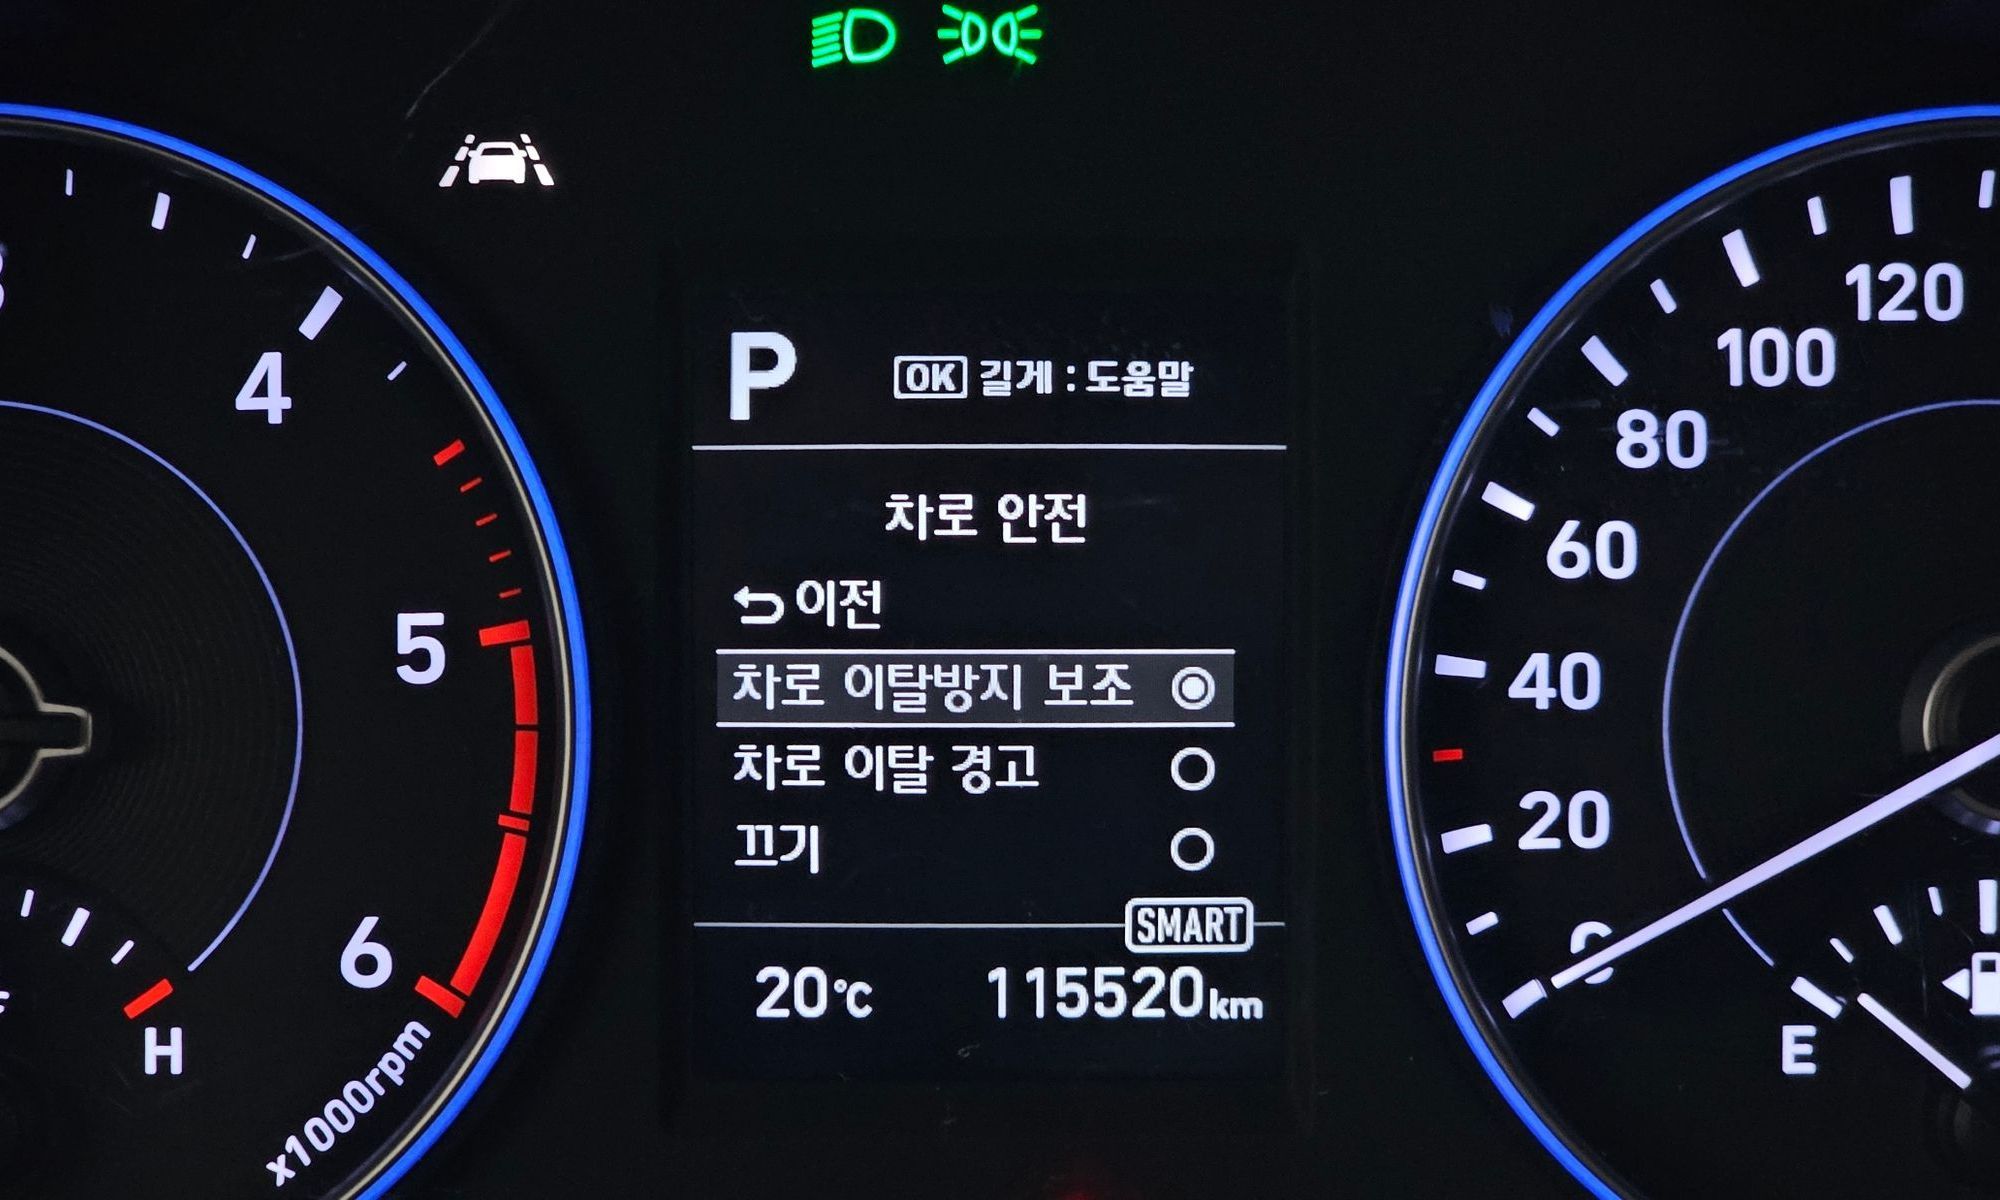 P
OK 길게 : 도움말
차로 안전
이전
차로 이탈방지 보조
차로 이탈 경고
끄기
SMART
20℃ 115520km
4
5
6
H
x1000rpm
120
100
80
60
40
20
0
E